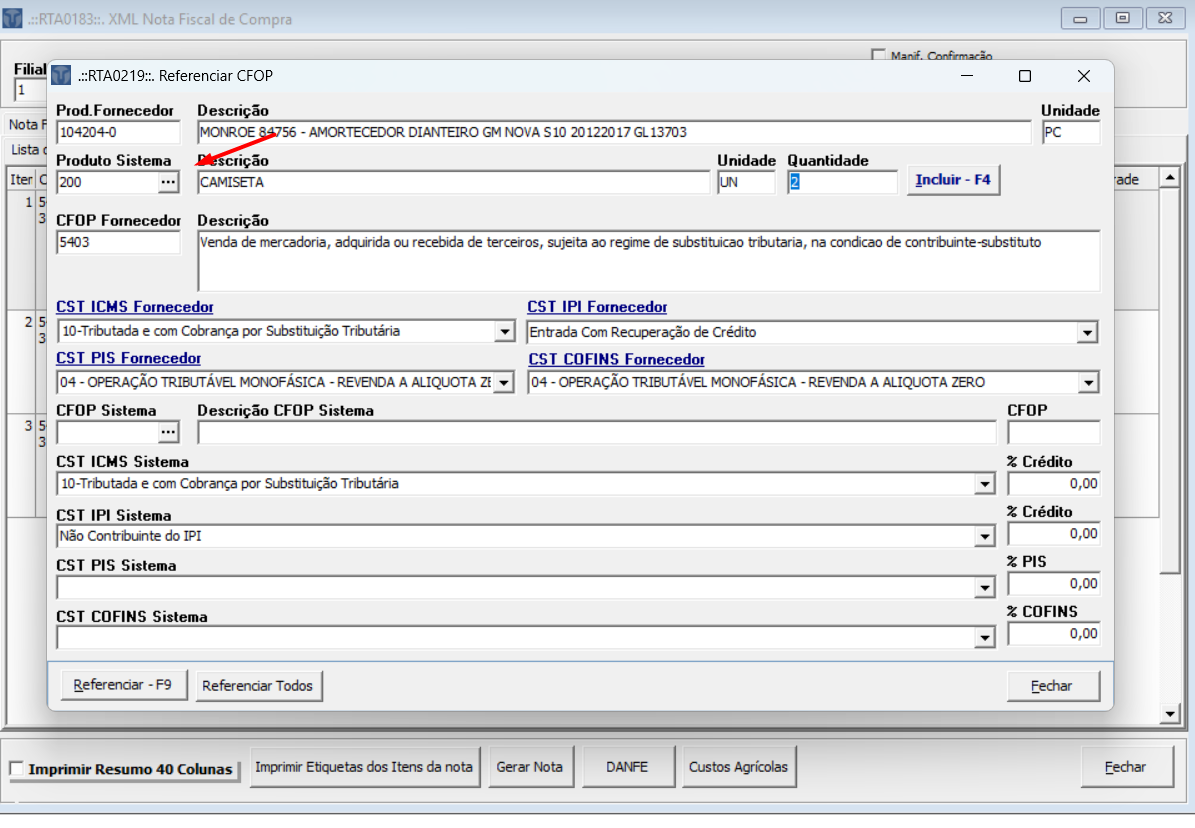 .::RTA0183::. XML Nota Fiscal de Compra
Manif. Confirmação
Filial
1
Nota F
Lista
Iter
ade
1 5
3
2 5
3
3 5
3
.::RTA0219::. Referenciar CFOP
Prod.Fornecedor Descrição Unidade
104204-0 MONROE 84756 - AMORTECEDOR DIANTEIRO GM NOVA S10 20122017 GL13703 PC
Produto Sistema Descrição Unidade Quantidade
200 ... CAMISETA UN 2 Incluir - F4
CFOP Fornecedor Descrição
5403 Venda de mercadoria, adquirida ou recebida de terceiros, sujeita ao regime de substituicao tributaria, na condicao de contribuinte-substituto
CST ICMS Fornecedor CST IPI Fornecedor
10-Tributada e com Cobrança por Substituição Tributária Entrada Com Recuperação de Crédito
CST PIS Fornecedor CST COFINS Fornecedor
04 - OPERAÇÃO TRIBUTÁVEL MONOFÁSICA - REVENDA A ALIQUOTA ZE 04 - OPERAÇÃO TRIBUTÁVEL MONOFÁSICA - REVENDA A ALIQUOTA ZERO
CFOP Sistema Descrição CFOP Sistema CFOP
...
CST ICMS Sistema % Crédito
10-Tributada e com Cobrança por Substituição Tributária 0,00
CST IPI Sistema % Crédito
Não Contribuinte do IPI 0,00
CST PIS Sistema % PIS
0,00
CST COFINS Sistema % COFINS
0,00
Referenciar - F9 Referenciar Todos Fechar
Imprimir Resumo 40 Colunas Imprimir Etiquetas dos Itens da nota Gerar Nota DANFE Custos Agrícolas Fechar